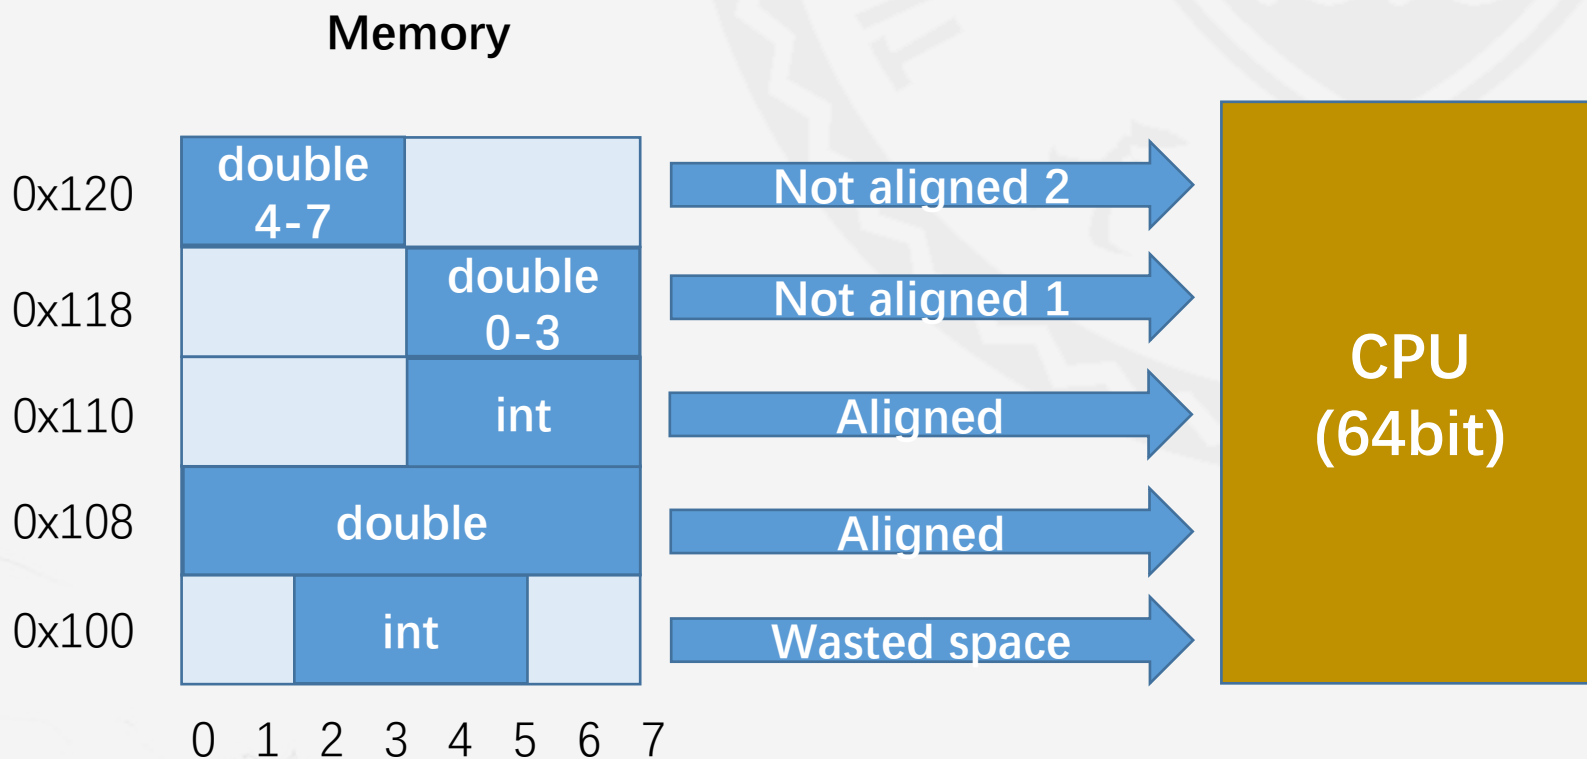 Memory
0x120
double
4-7
Not aligned 2
0x118
double
0-3
Not aligned 1
0x110
int
Aligned
0x108
double
Aligned
0x100
int
Wasted space
CPU
(64bit)
0 1 2 3 4 5 6 7